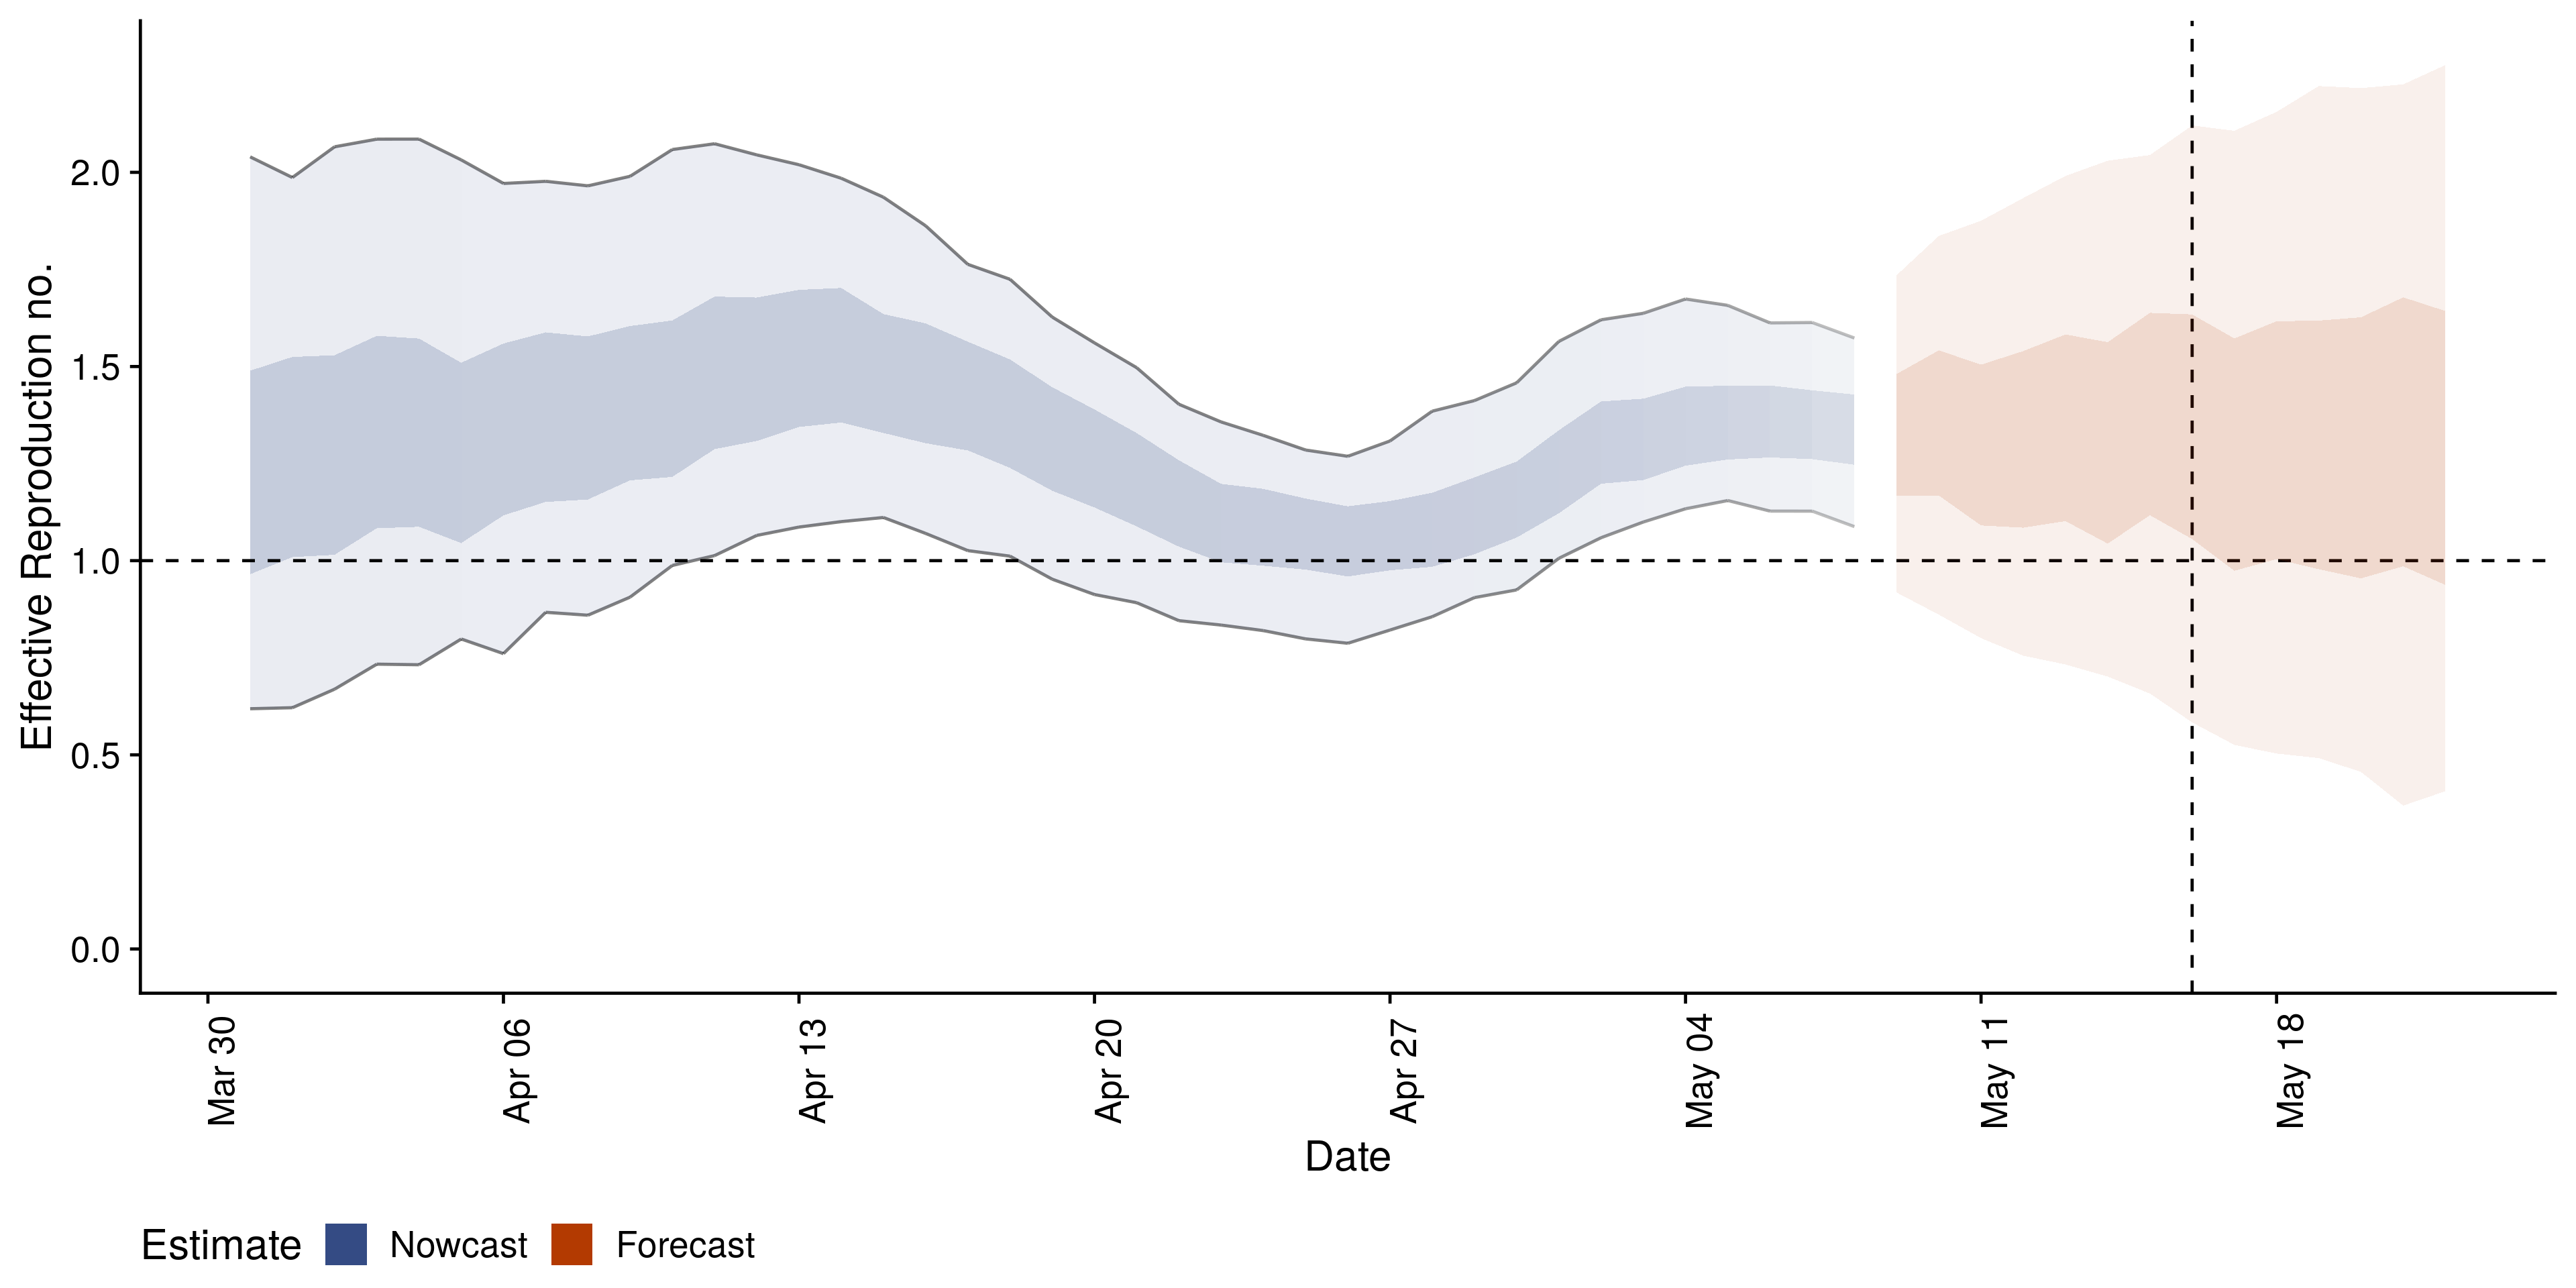 Effective Reproduction no.
2.0
1.5
1.0
0.5
0.0
Mar 30
Apr 06
Apr 13
Apr 20
Apr 27
May 04
May 11
May 18
Date
Estimate Nowcast Forecast